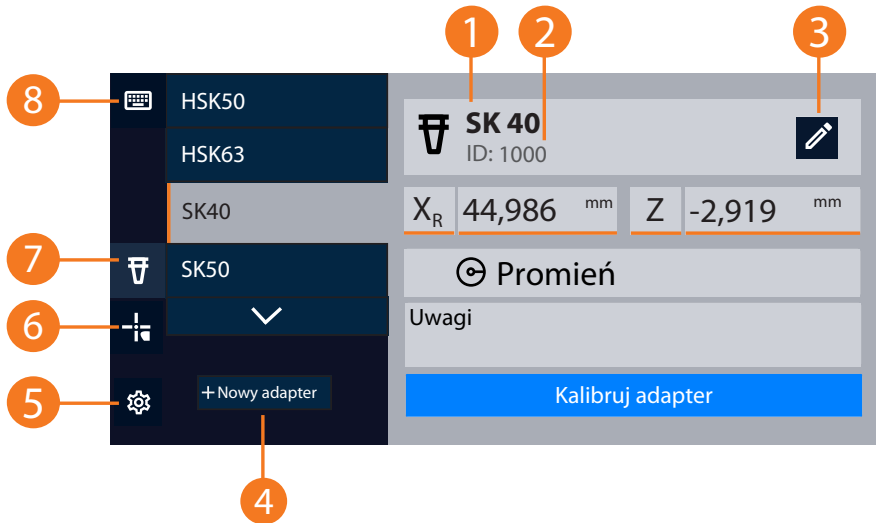 1
2
3
8
HSK50
HSK63
SK40
SK50
7
6
5
+Nowy adapter
4
SK 40
ID: 1000
XR 44,986 mm Z -2,919 mm
Promień
Uwagi
Kalibruj adapter